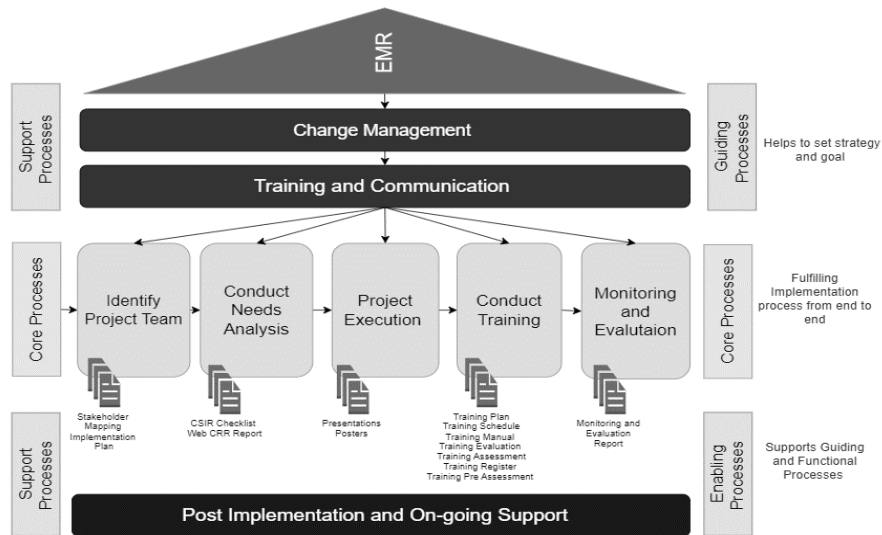 EMR
Support
Processes
Change Management
Guiding
Processes
Helps to set strategy
and goal
Training and Communication
Core Processes
Identify
Project Team
Conduct
Needs
Analysis
Project
Execution
Conduct
Training
Monitoring
and
Evalutaion
Core Processes
Fulfilling
Implementation
process from end to
end
Stakeholder
Mapping
Implementation
Plan
CSIR Checklist
Web CRR Report
Presentations
Posters
Training Plan
Training Schedule
Training Manual
Training Evaluation
Training Assessment
Training Register
Training Pre Assessment
Monitoring and
Evaluation
Report
Support
Processes
Enabling
Processes
Supports Guiding
and Functional
Processes
Post Implementation and On-going Support